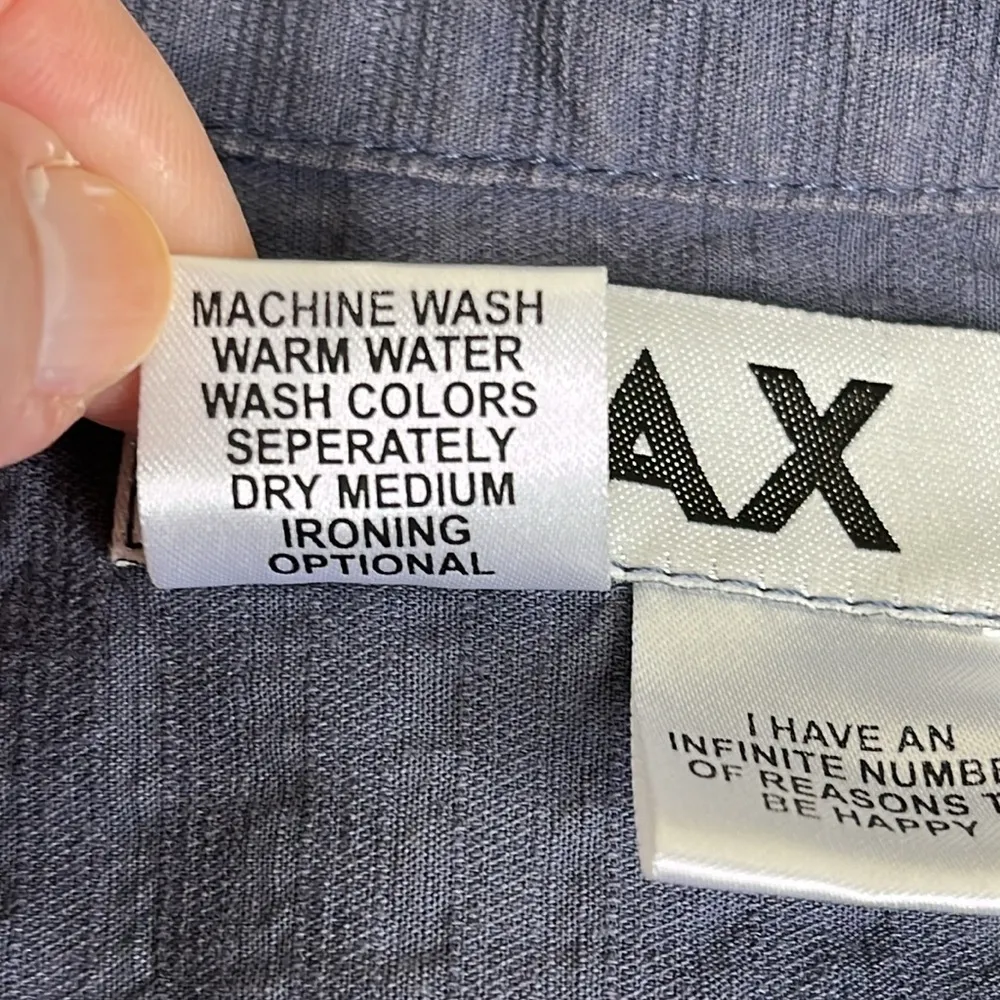 MACHINE WASH
WARM WATER
WASH COLORS
SEPERATELY
DRY MEDIUM
IRONING
OPTIONAL
AX
I HAVE AN
INFINITE NUMBE
OF REASONS T
BE HAPPY